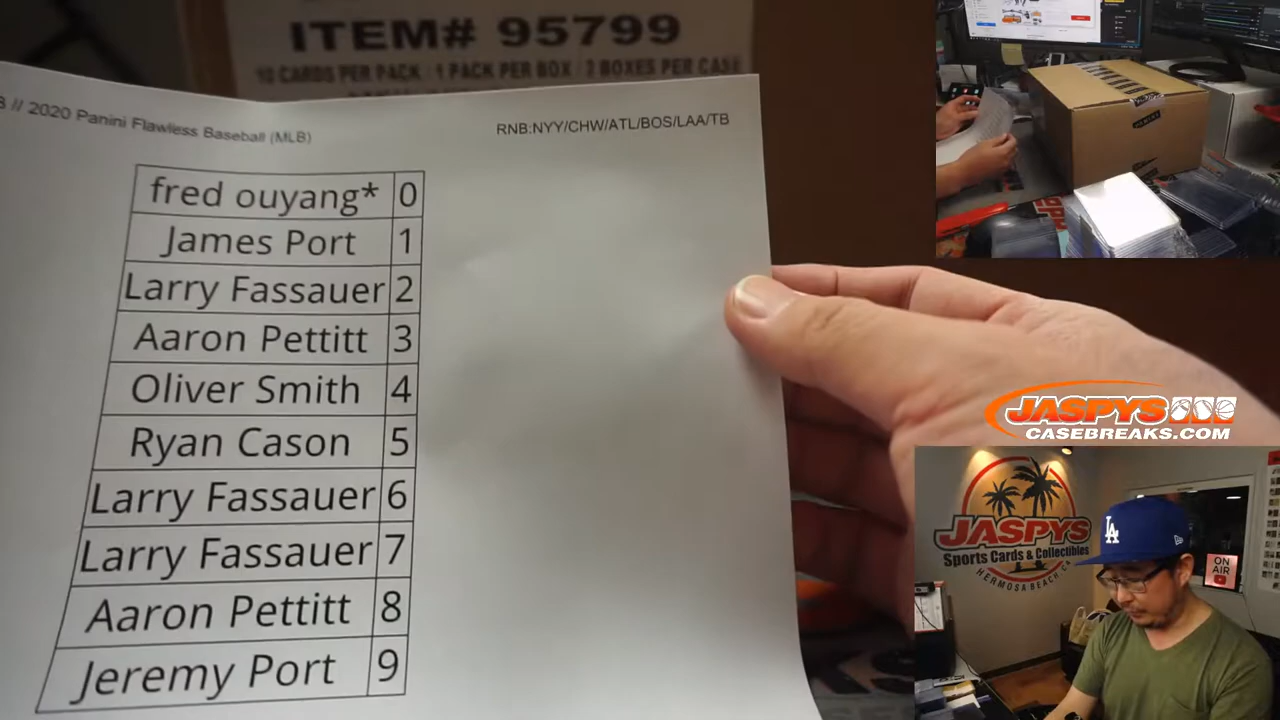 ITEM# 95799
10 CARDS PER PACK / 1 PACK PER BOX / 2 BOXES PER CASE
// 2020 Panini Flawless Baseball (MLB)
RNB:NYY/CHW/ATL/BOS/LAA/TB
fred ouyang* 0
James Port 1
Larry Fassauer 2
Aaron Pettitt 3
Oliver Smith 4
Ryan Cason 5
Larry Fassauer 6
Larry Fassauer 7
Aaron Pettitt 8
Jeremy Port 9
JASPYS
CASEBREAKS.COM
JASPYS
Sports Cards & Collectibles
HERMOSA BEACH, CA
LA
ON
AIR